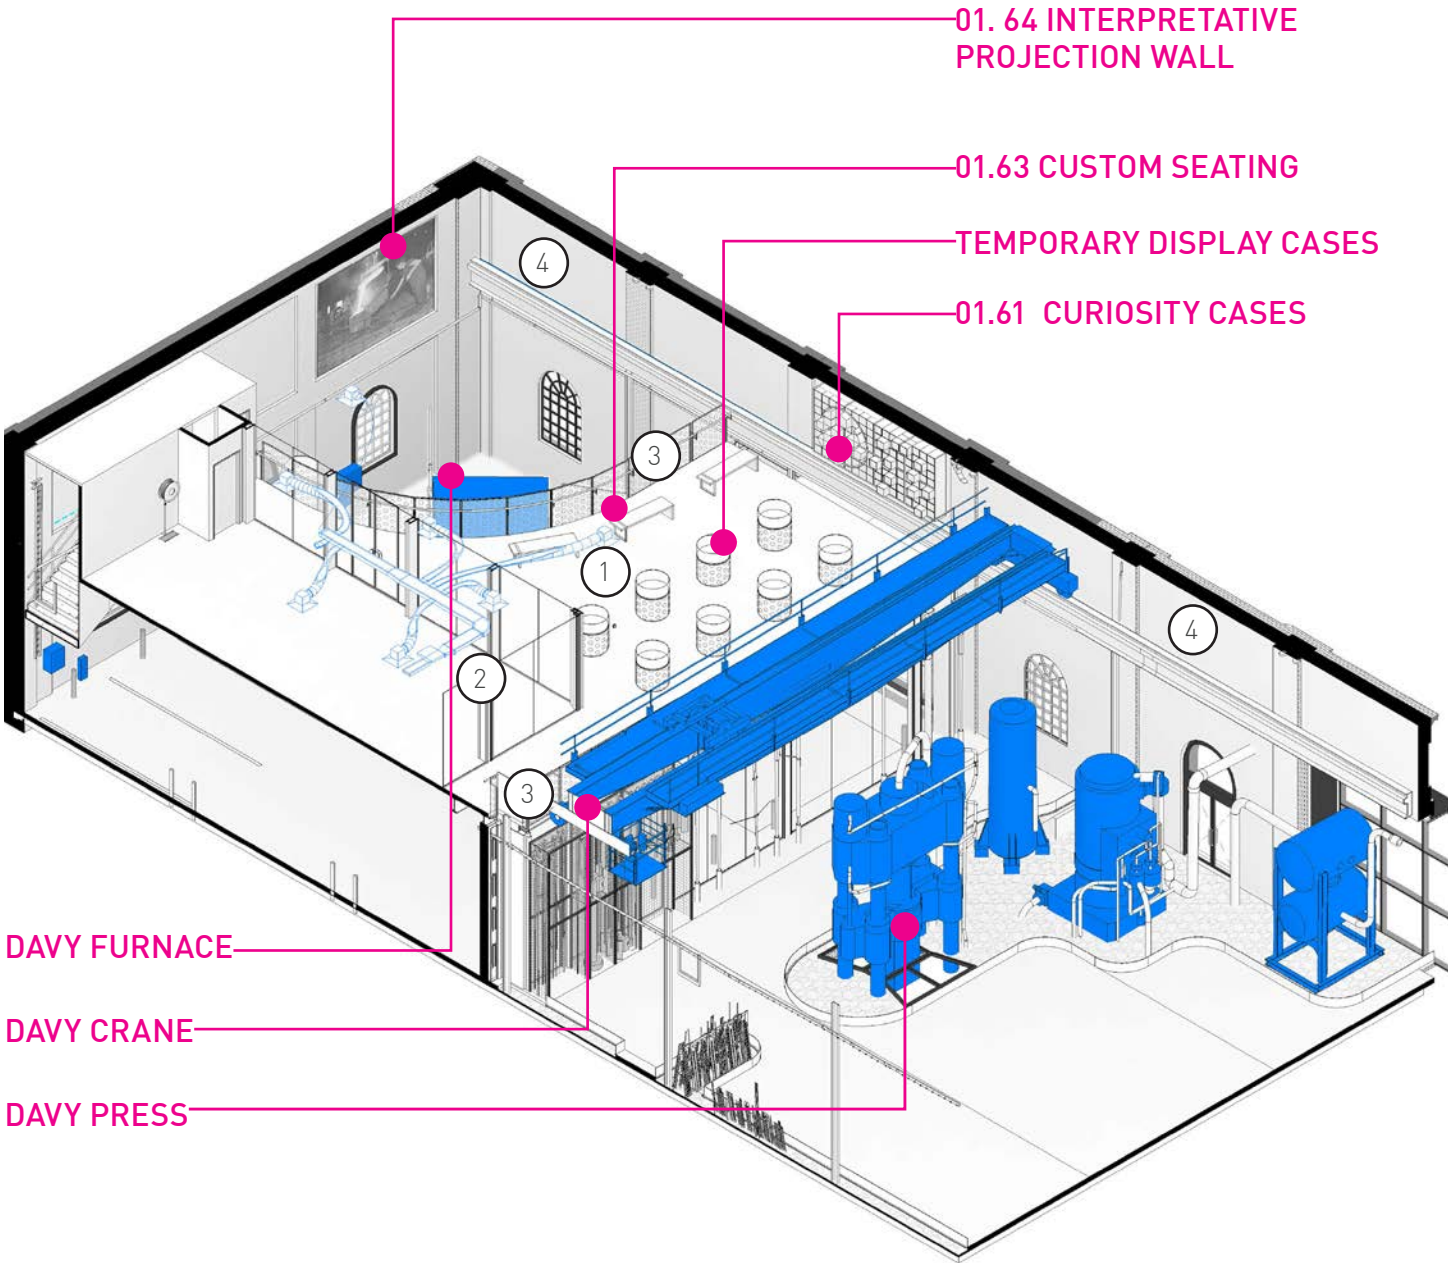 01. 64 INTERPRETATIVE
PROJECTION WALL
01.63 CUSTOM SEATING
TEMPORARY DISPLAY CASES
4
01.61 CURIOSITY CASES
3
1
4
2
3
DAVY FURNACE
DAVY CRANE
DAVY PRESS